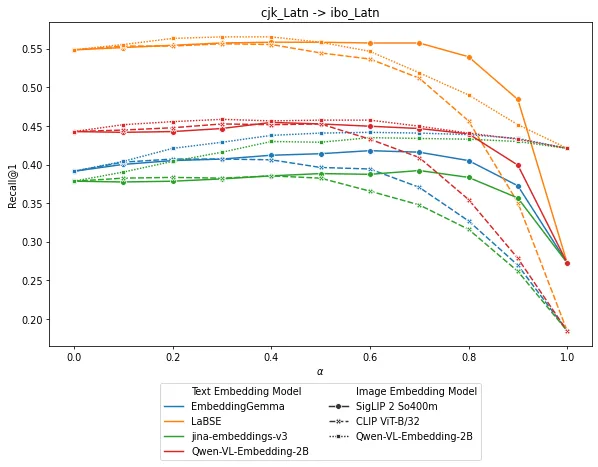 cjk_Latn -> ibo_Latn
Recall@1
0.55
0.50
0.45
0.40
0.35
0.30
0.25
0.20
0.0 0.2 0.4 0.6 0.8 1.0
α
Text Embedding Model
EmbeddingGemma
LaBSE
jina-embeddings-v3
Qwen-VL-Embedding-2B
Image Embedding Model
SigLIP 2 So400m
CLIP ViT-B/32
Qwen-VL-Embedding-2B